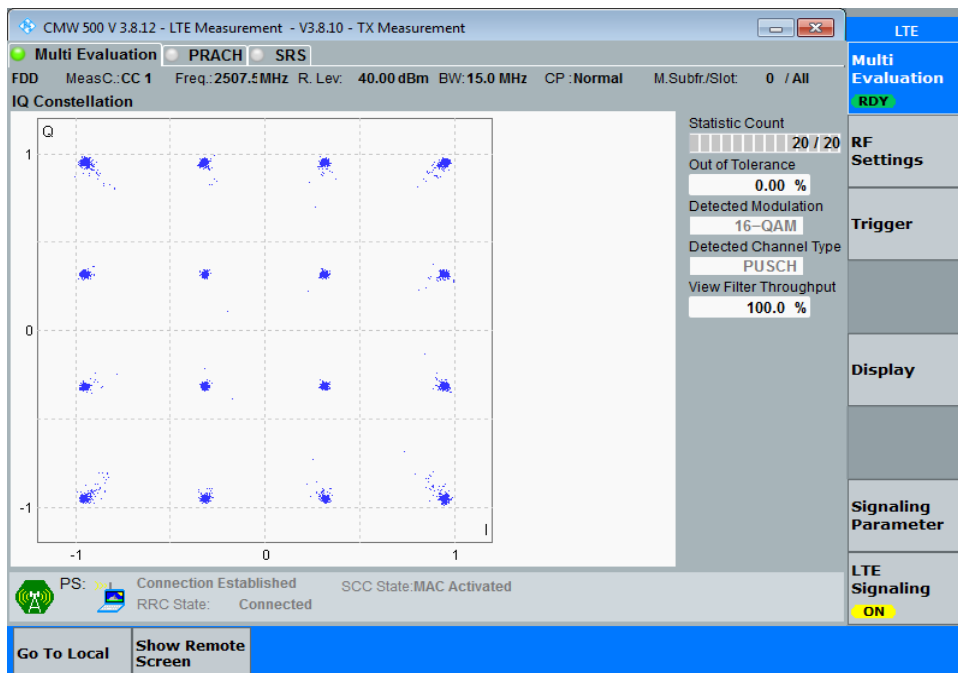 CMW 500 V 3.8.12 - LTE Measurement - V3.8.10 - TX Measurement
LTE
Multi Evaluation PRACH SRS
FDD MeasC.:CC 1 Freq.:2507.5MHz R. Lev: 40.00 dBm BW:15.0 MHz CP :Normal M.Subfr./Slot: 0 / All
IQ Constellation
Q
1
0
-1
-1 0 1
I
Statistic Count
20 / 20
Out of Tolerance
0.00 %
Detected Modulation
16-QAM
Detected Channel Type
PUSCH
View Filter Throughput
100.0 %
Multi
Evaluation
RDY
RF
Settings
Trigger
Display
Signaling
Parameter
LTE
Signaling
ON
PS: Connection Established SCC State:MAC Activated
RRC State: Connected
Go To Local
Show Remote
Screen